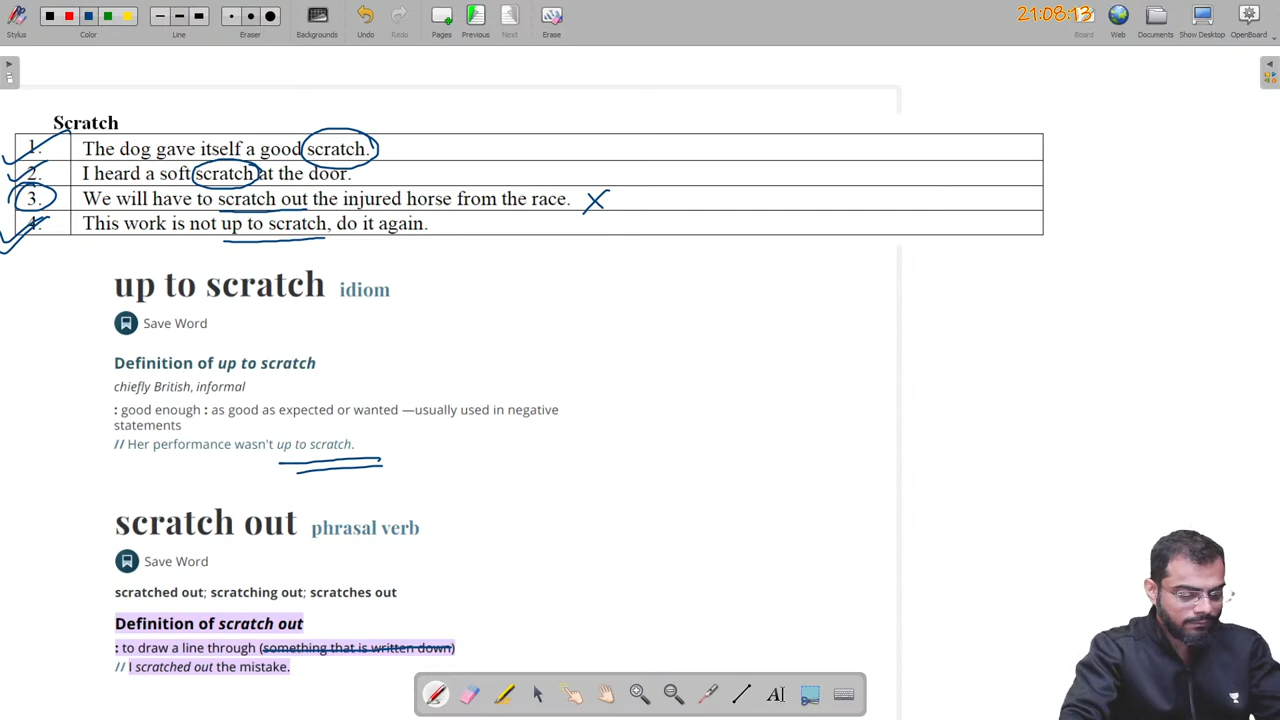 21:08:13
Stylus Color Line Eraser Backgrounds Undo Redo Pages Previous Next Erase Board Web Documents Show Desktop OpenBoard
Scratch
1. The dog gave itself a good scratch.
2. I heard a soft scratch at the door.
3. We will have to scratch out the injured horse from the race. X
4. This work is not up to scratch, do it again.
up to scratch idiom
Save Word
Definition of up to scratch
chiefly British, informal
: good enough : as good as expected or wanted —usually used in negative
statements
// Her performance wasn't up to scratch.
scratch out phrasal verb
Save Word
scratched out; scratching out; scratches out
Definition of scratch out
: to draw a line through (something that is written down)
// I scratched out the mistake.